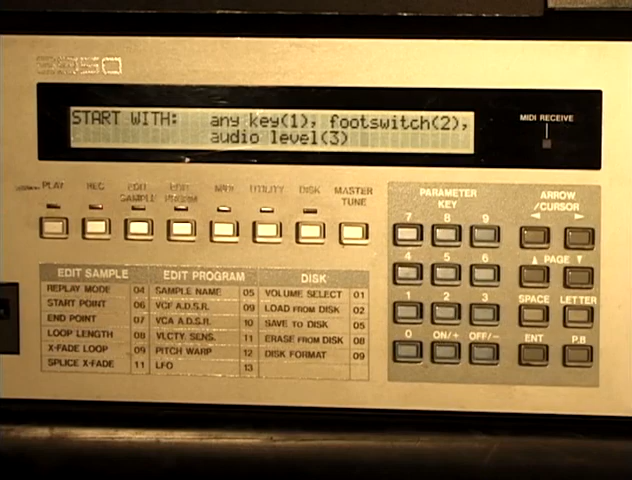 S950
START WITH: any key(1), footswitch(2),
audio level(3)
MIDI RECEIVE
PLAY REC EDIT SAMPLE EDIT PROGRAM MIDI UTILITY DISK MASTER TUNE
PARAMETER KEY
ARROW /CURSOR
◄ ►
7 8 9
▲ PAGE ▼
4 5 6
1 2 3 SPACE LETTER
0 ON/+ OFF/− ENT P.B
EDIT SAMPLE
REPLAY MODE 04
START POINT 06
END POINT 07
LOOP LENGTH 08
X-FADE LOOP 09
SPLICE X-FADE 11
EDIT PROGRAM
SAMPLE NAME 05
VCF A.D.S.R. 09
VCA A.D.S.R. 10
VLCTY SENS. 11
PITCH WARP 12
LFO 13
DISK
VOLUME SELECT 01
LOAD FROM DISK 02
SAVE TO DISK 05
ERASE FROM DISK 08
DISK FORMAT 09